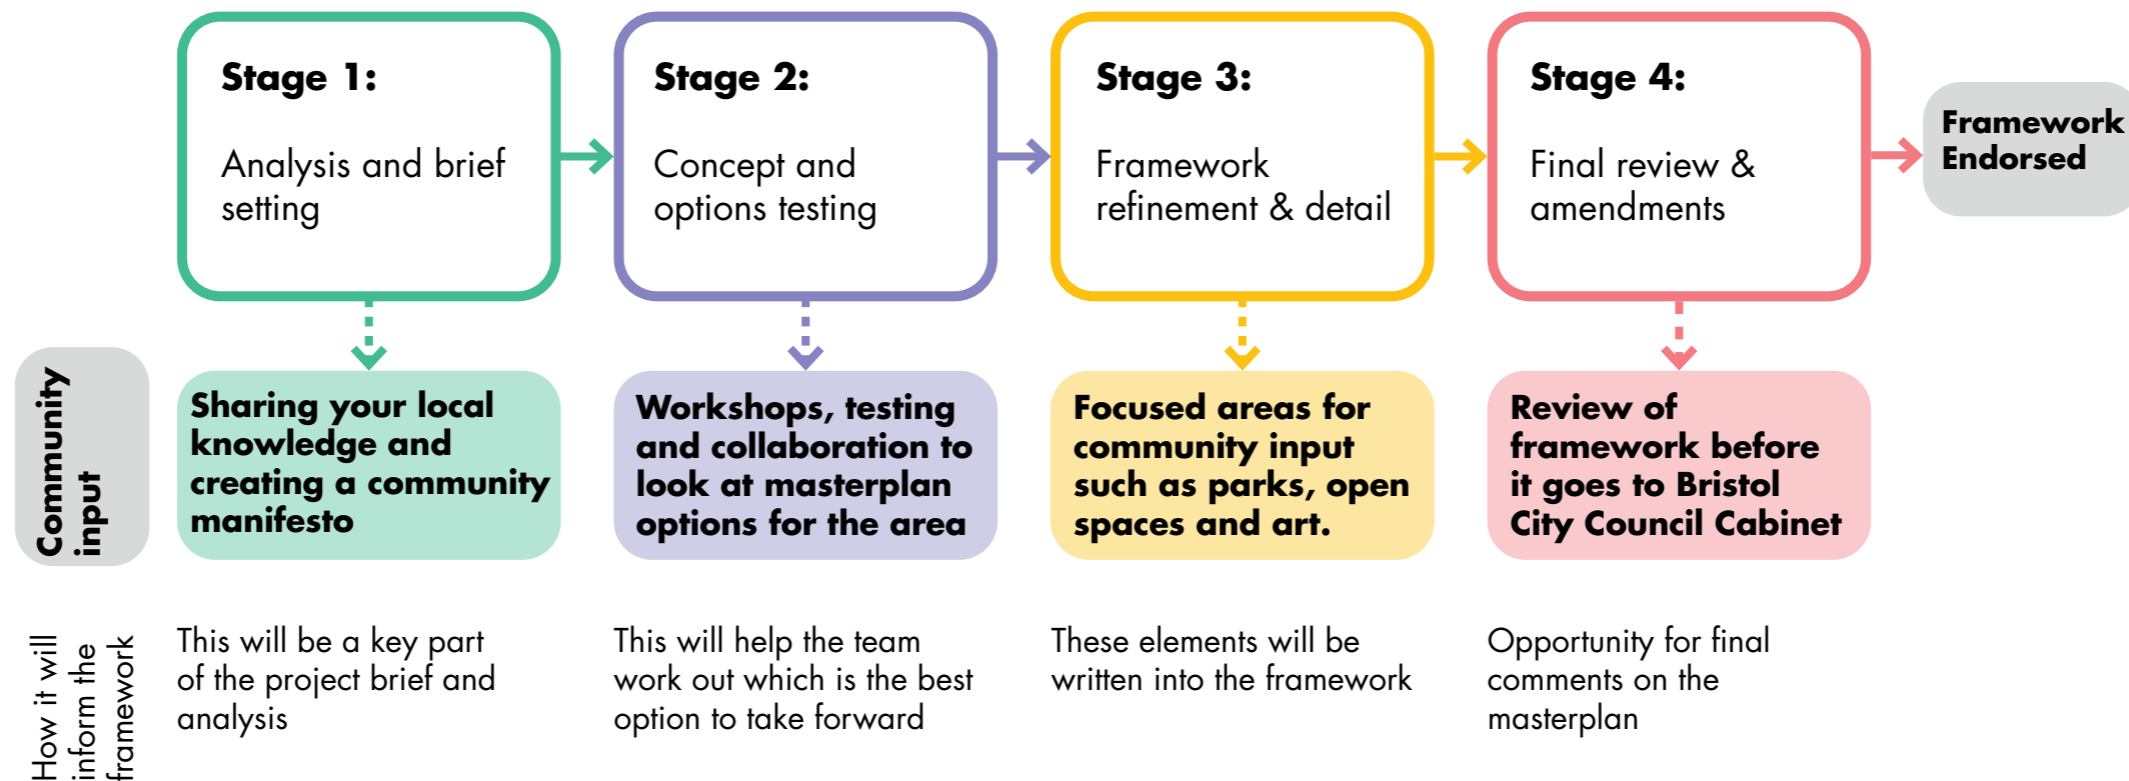 Stage 1:
Analysis and brief
setting
Stage 2:
Concept and
options testing
Stage 3:
Framework
refinement & detail
Stage 4:
Final review &
amendments
Framework
Endorsed
Community
input
Sharing your local
knowledge and
creating a community
manifesto
Workshops, testing
and collaboration to
look at masterplan
options for the area
Focused areas for
community input
such as parks, open
spaces and art.
Review of
framework before
it goes to Bristol
City Council Cabinet
How it will
inform the
framework
This will be a key part
of the project brief and
analysis
This will help the team
work out which is the best
option to take forward
These elements will be
written into the framework
Opportunity for final
comments on the
masterplan